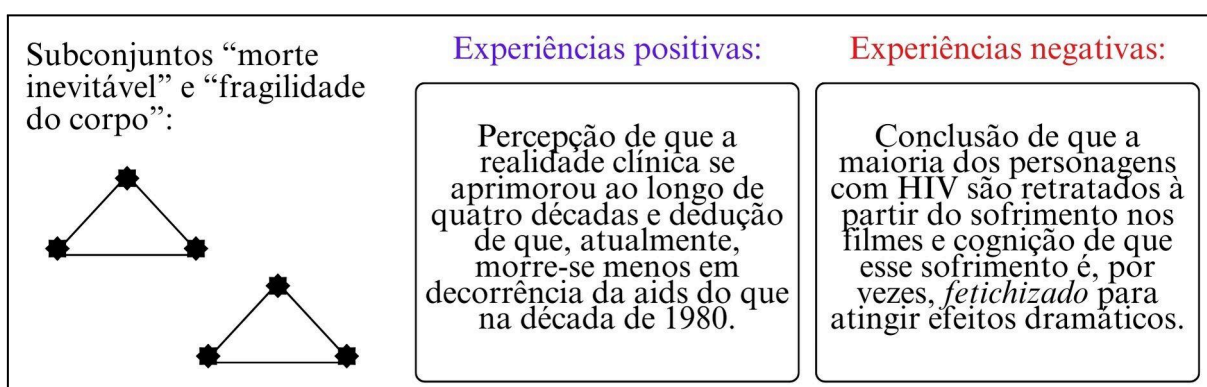 Subconjuntos “morte
inevitável” e “fragilidade
do corpo”:
Experiências positivas:
Percepção de que a
realidade clínica se
aprimorou ao longo de
quatro décadas e dedução
de que, atualmente,
morre-se menos em
decorrência da aids do que
na década de 1980.
Experiências negativas:
Conclusão de que a
maioria dos personagens
com HIV são retratados à
partir do sofrimento nos
filmes e cognição de que
esse sofrimento é, por
vezes, fetichizado para
atingir efeitos dramáticos.